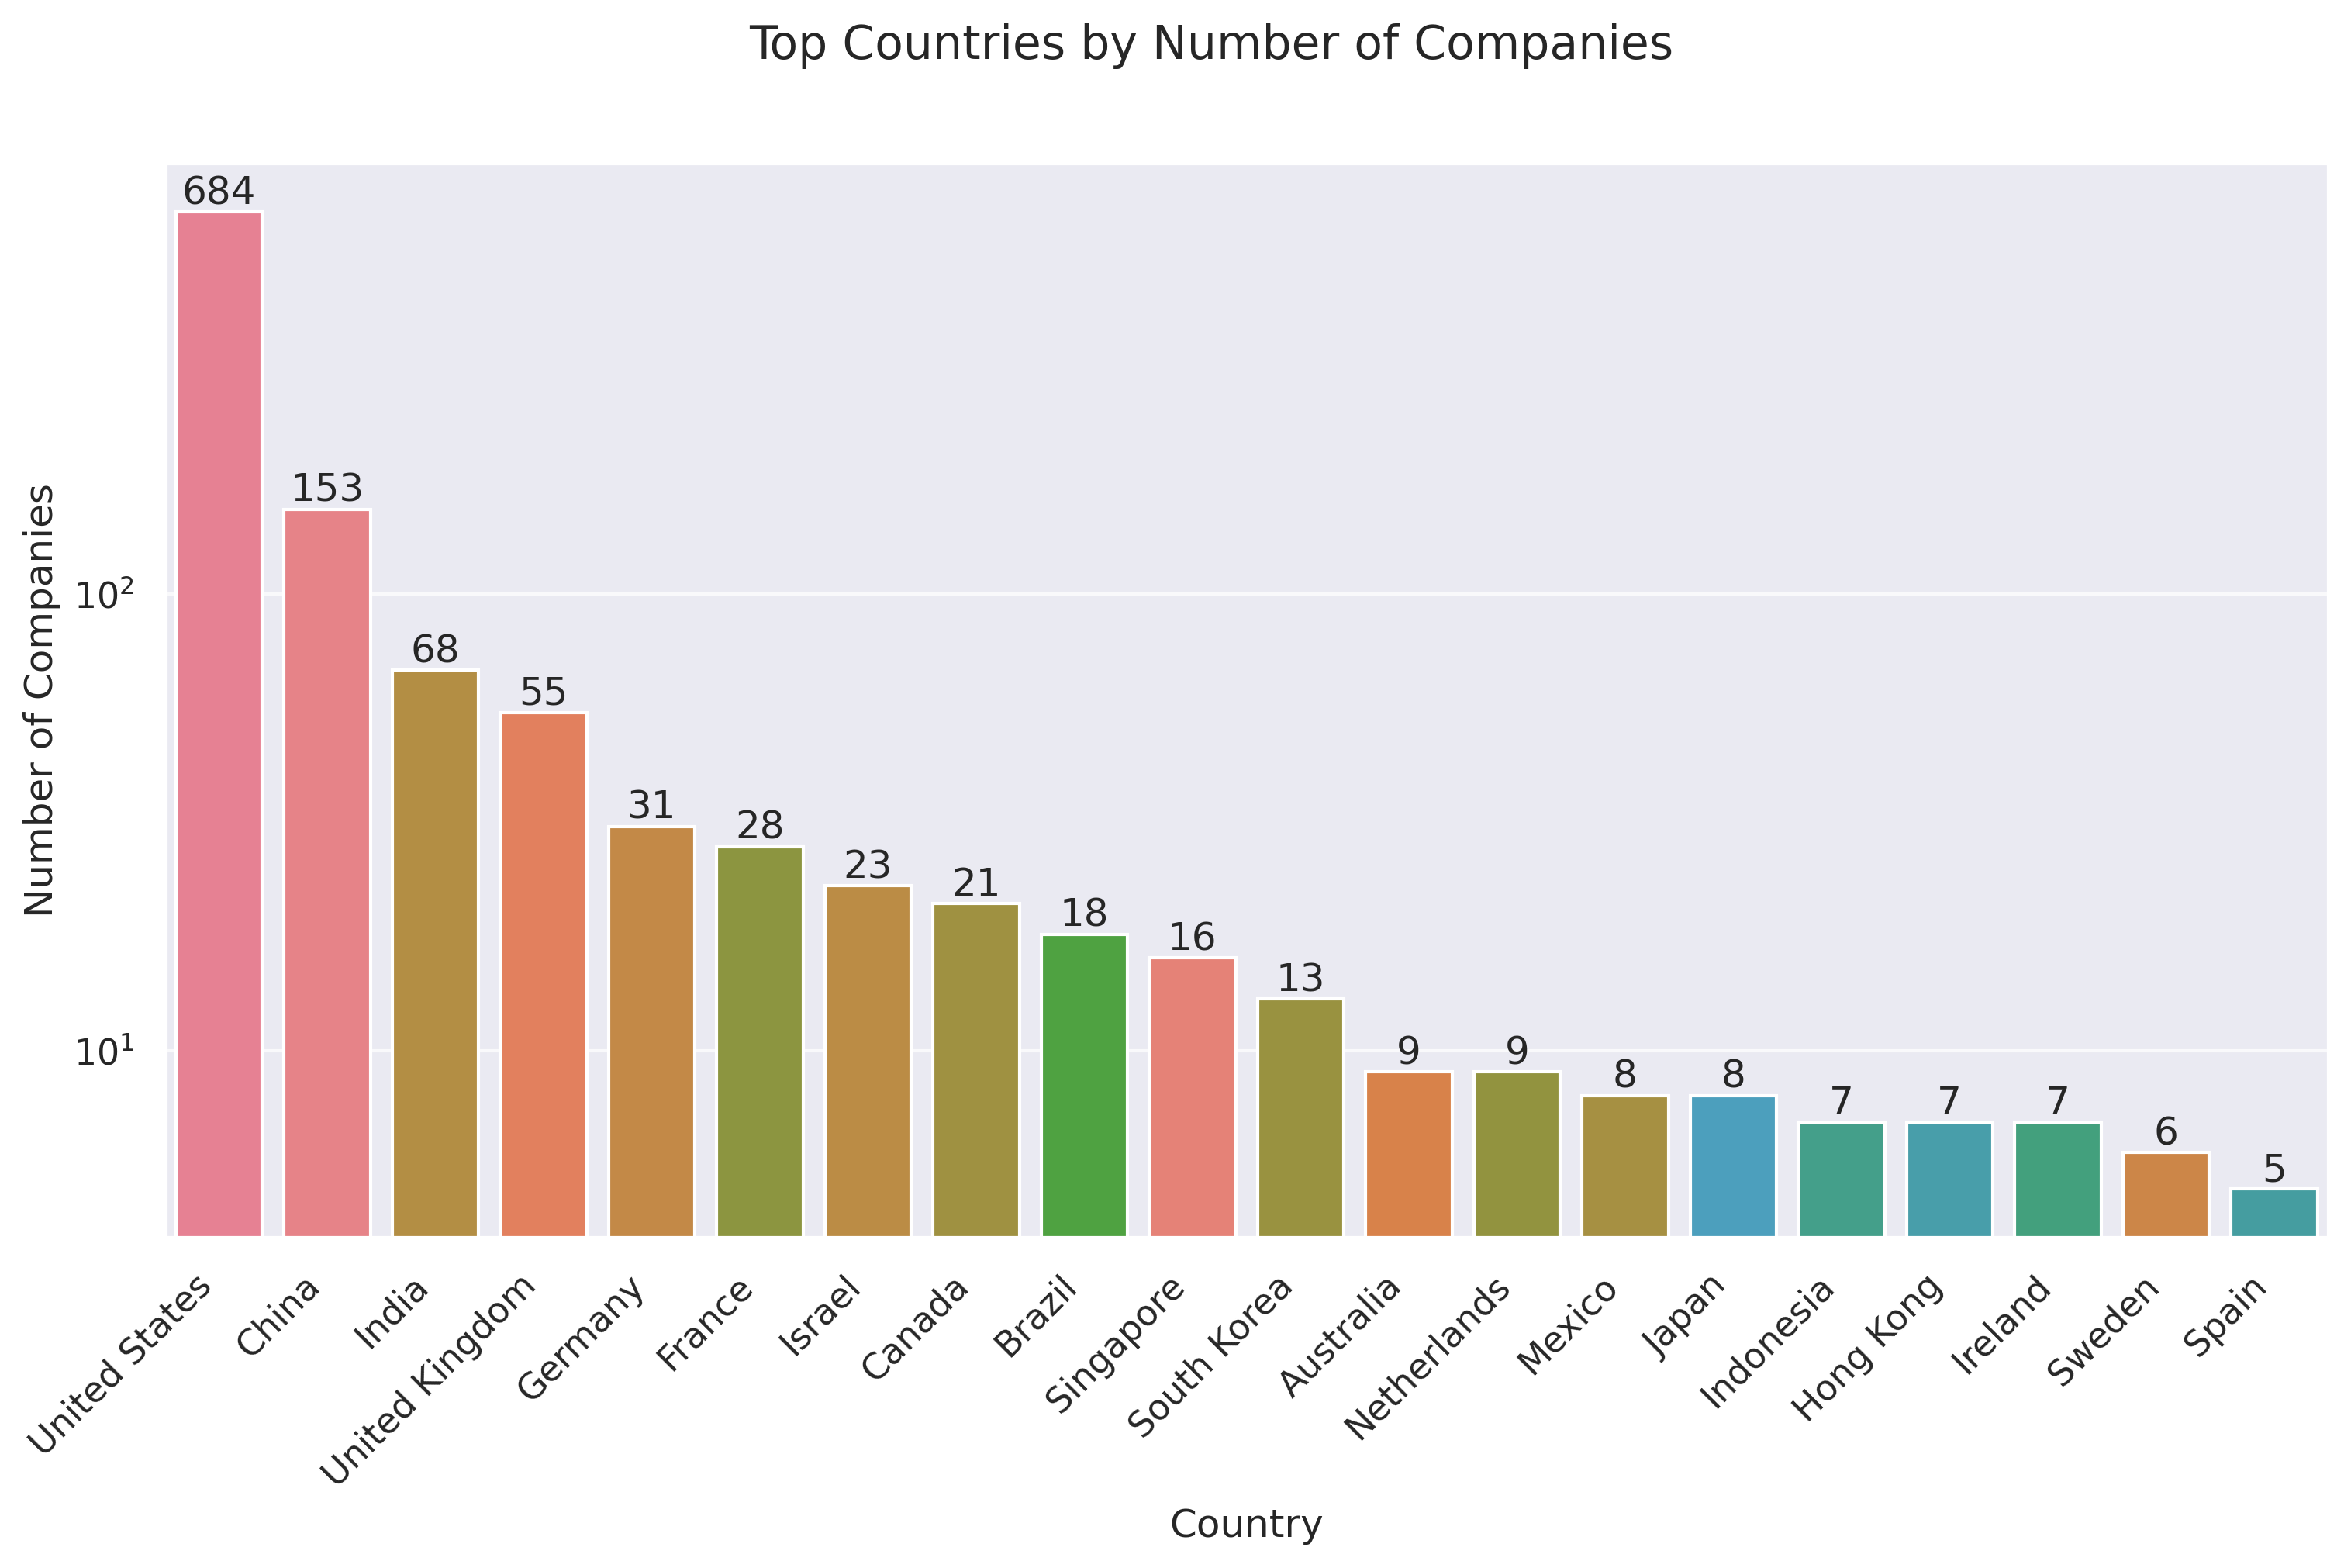 Top Countries by Number of Companies
Number of Companies
10²
10¹
684
153
68
55
31
28
23
21
18
16
13
9
9
8
8
7
7
7
6
5
United States
China
India
United Kingdom
Germany
France
Israel
Canada
Brazil
Singapore
South Korea
Australia
Netherlands
Mexico
Japan
Indonesia
Hong Kong
Ireland
Sweden
Spain
Country